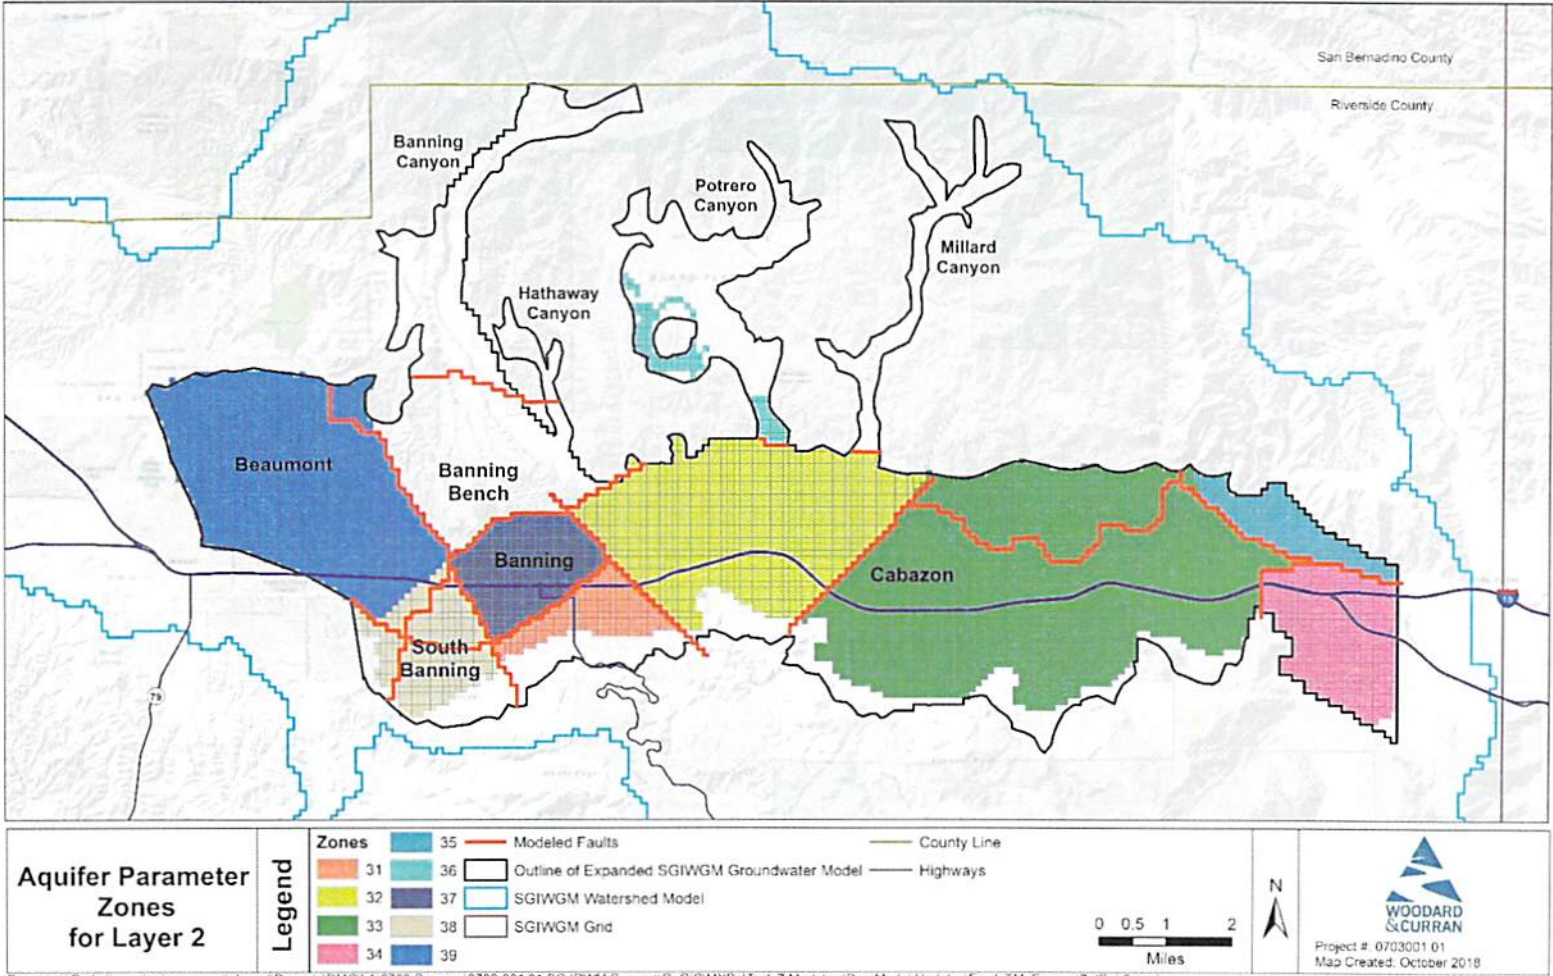 San Bernadino County
Riverside County
Banning
Canyon
Potrero
Canyon
Millard
Canyon
Hathaway
Canyon
Beaumont
Banning
Bench
Banning
Cabazon
South
Banning
79
Aquifer Parameter
Zones
for Layer 2
Legend
Zones
31
32
33
34
35
36
37
38
39
Modeled Faults
Outline of Expanded SGIWGM Groundwater Model
SGIWGM Watershed Model
SGIWGM Grid
County Line
Highways
N
0 0.5 1 2
Miles
WOODARD
&CURRAN
Project #: 0703001.01
Map Created: October 2018